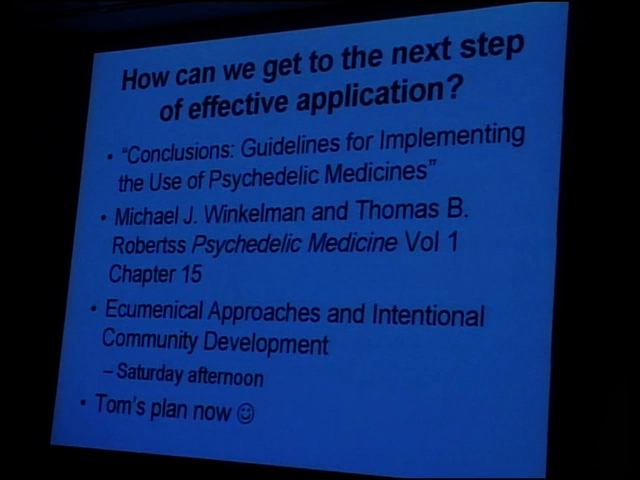 How can we get to the next step
of effective application?
• "Conclusions: Guidelines for Implementing
the Use of Psychedelic Medicines"
• Michael J. Winkelman and Thomas B.
Robertss Psychedelic Medicine Vol 1
Chapter 15
• Ecumenical Approaches and Intentional
Community Development
– Saturday afternoon
• Tom's plan now ☺